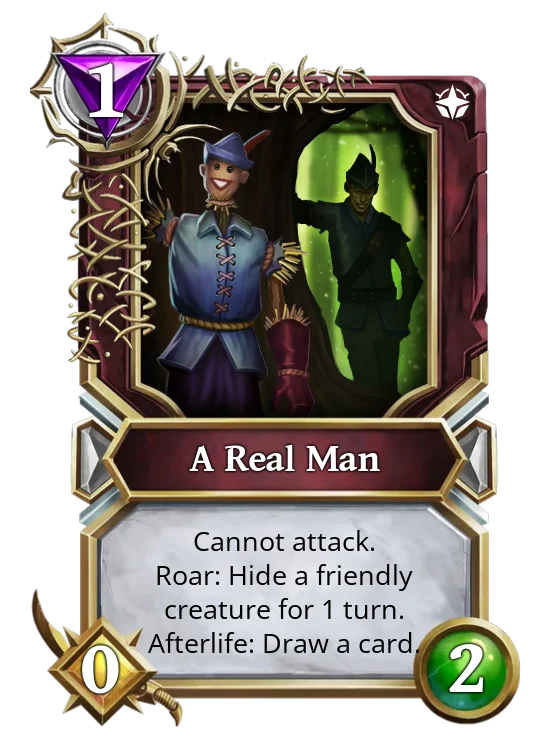 1
A Real Man
Cannot attack.
Roar: Hide a friendly
creature for 1 turn.
Afterlife: Draw a card.
0
2